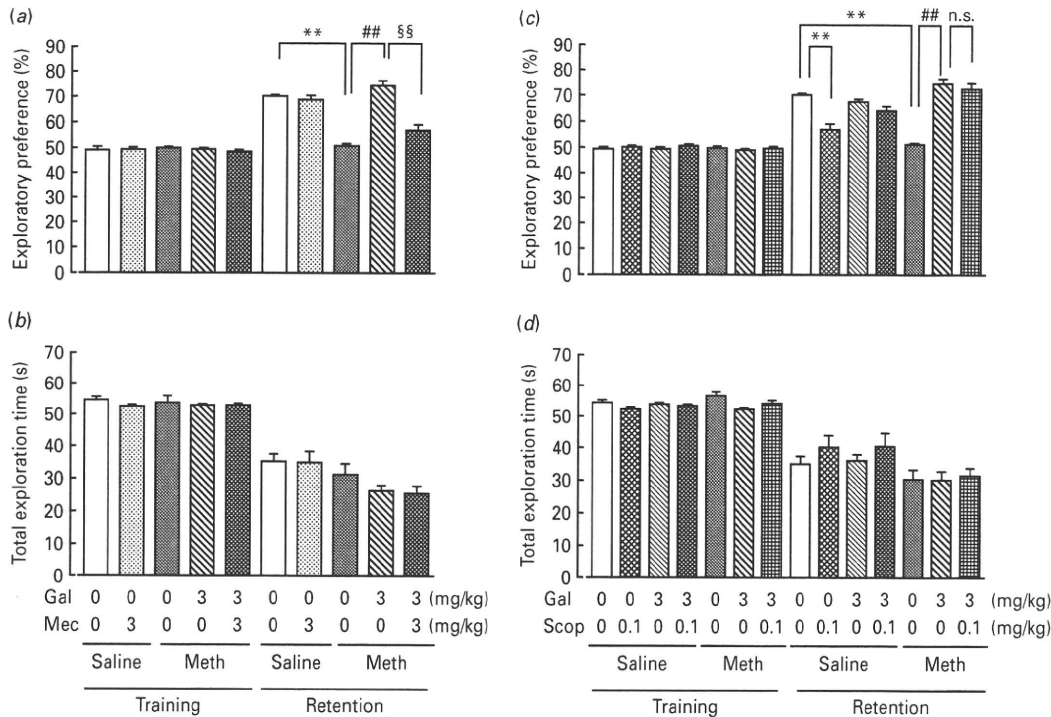 (a)
** ## §§
Exploratory preference (%)
90
80
70
60
50
40
30
20
10
0
(b)
Total exploration time (s)
70
60
50
30
20
10
0
Gal 0 0 0 3 3 0 0 0 3 3 (mg/kg)
Mec 0 3 0 0 3 0 3 0 0 3 (mg/kg)
Saline Meth Saline Meth
Training Retention
(c)
** ** ## n.s.
Exploratory preference (%)
90
80
70
60
50
40
30
20
10
0
(d)
Total exploration time (s)
70
60
50
40
30
20
10
0
Gal 0 0 3 3 0 3 3 0 0 3 3 0 3 3 (mg/kg)
Scop 0 0.1 0 0.1 0 0 0.1 0 0.1 0 0.1 0 0 0.1 (mg/kg)
Saline Meth Saline Meth
Training Retention